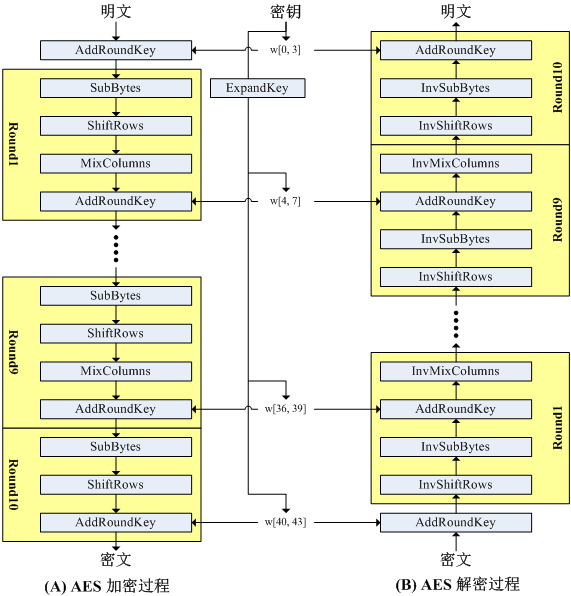 明文
AddRoundKey
Round1
SubBytes
ShiftRows
MixColumns
AddRoundKey
Round9
SubBytes
ShiftRows
MixColumns
AddRoundKey
Round10
SubBytes
ShiftRows
AddRoundKey
密文
(A) AES 加密过程
密钥
w[0, 3]
ExpandKey
w[4, 7]
w[36, 39]
w[40, 43]
明文
AddRoundKey
InvSubBytes
InvShiftRows
Round10
InvMixColumns
AddRoundKey
InvSubBytes
InvShiftRows
Round9
InvMixColumns
AddRoundKey
InvSubBytes
InvShiftRows
Round1
AddRoundKey
密文
(B) AES 解密过程